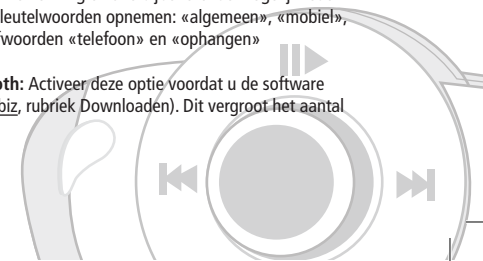 sleutelwoorden opnemen: «algemeen», «mobiel»,
fwoorden «telefoon» en «ophangen»
oth: Activeer deze optie voordat u de software
biz, rubriek Downloaden). Dit vergroot het aantal